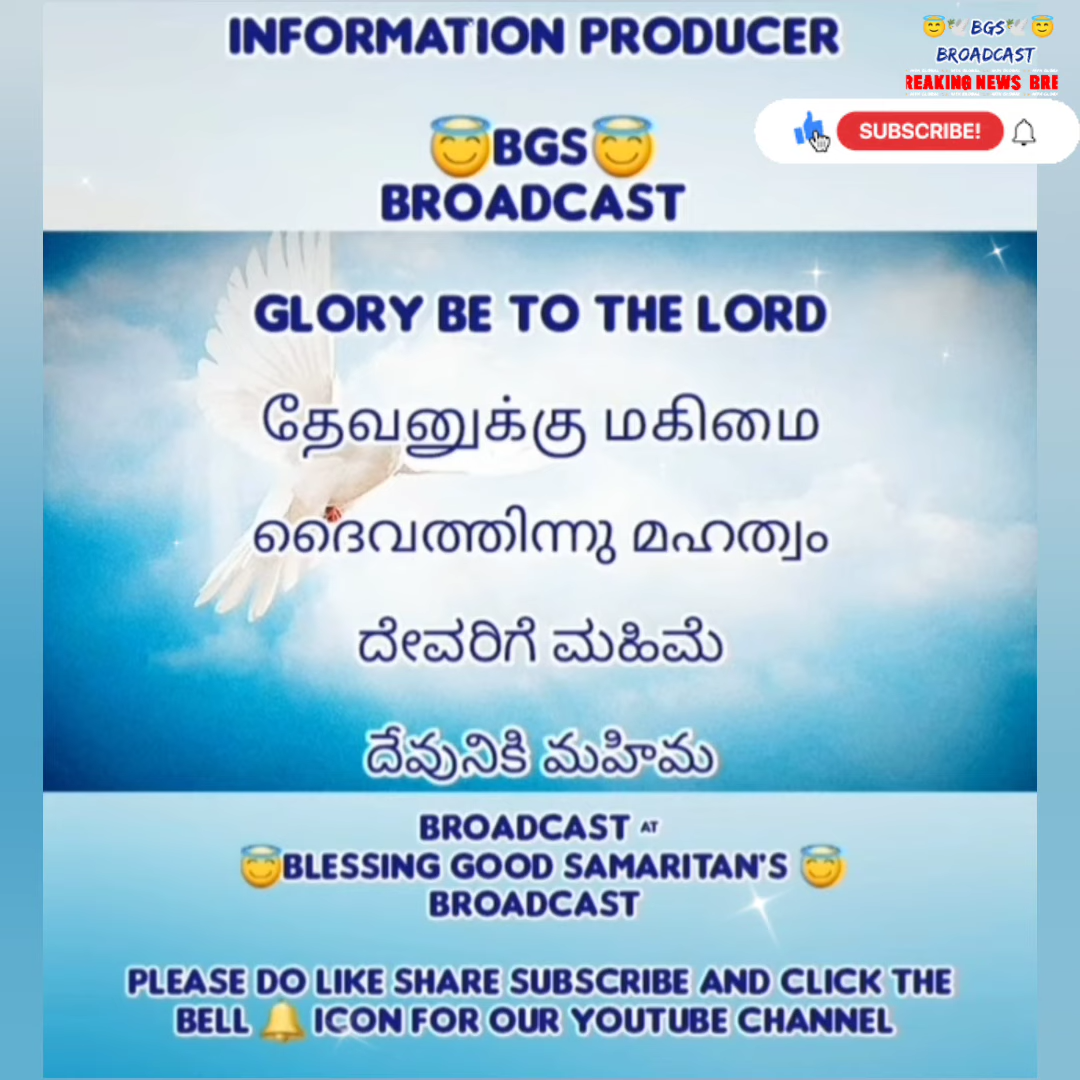 INFORMATION PRODUCER
😇🕊BGS🕊😇
BROADCAST
REAKING NEWS BRE
SUBSCRIBE!
😇BGS😇
BROADCAST
GLORY BE TO THE LORD
தேவனுக்கு மகிமை
ദൈവത്തിന്നു മഹത്വം
ದೇವರಿಗೆ ಮಹಿಮೆ
దేవునికి మహిమ
BROADCAST AT
😇BLESSING GOOD SAMARITAN'S 😇
BROADCAST
PLEASE DO LIKE SHARE SUBSCRIBE AND CLICK THE
BELL 🔔 ICON FOR OUR YOUTUBE CHANNEL